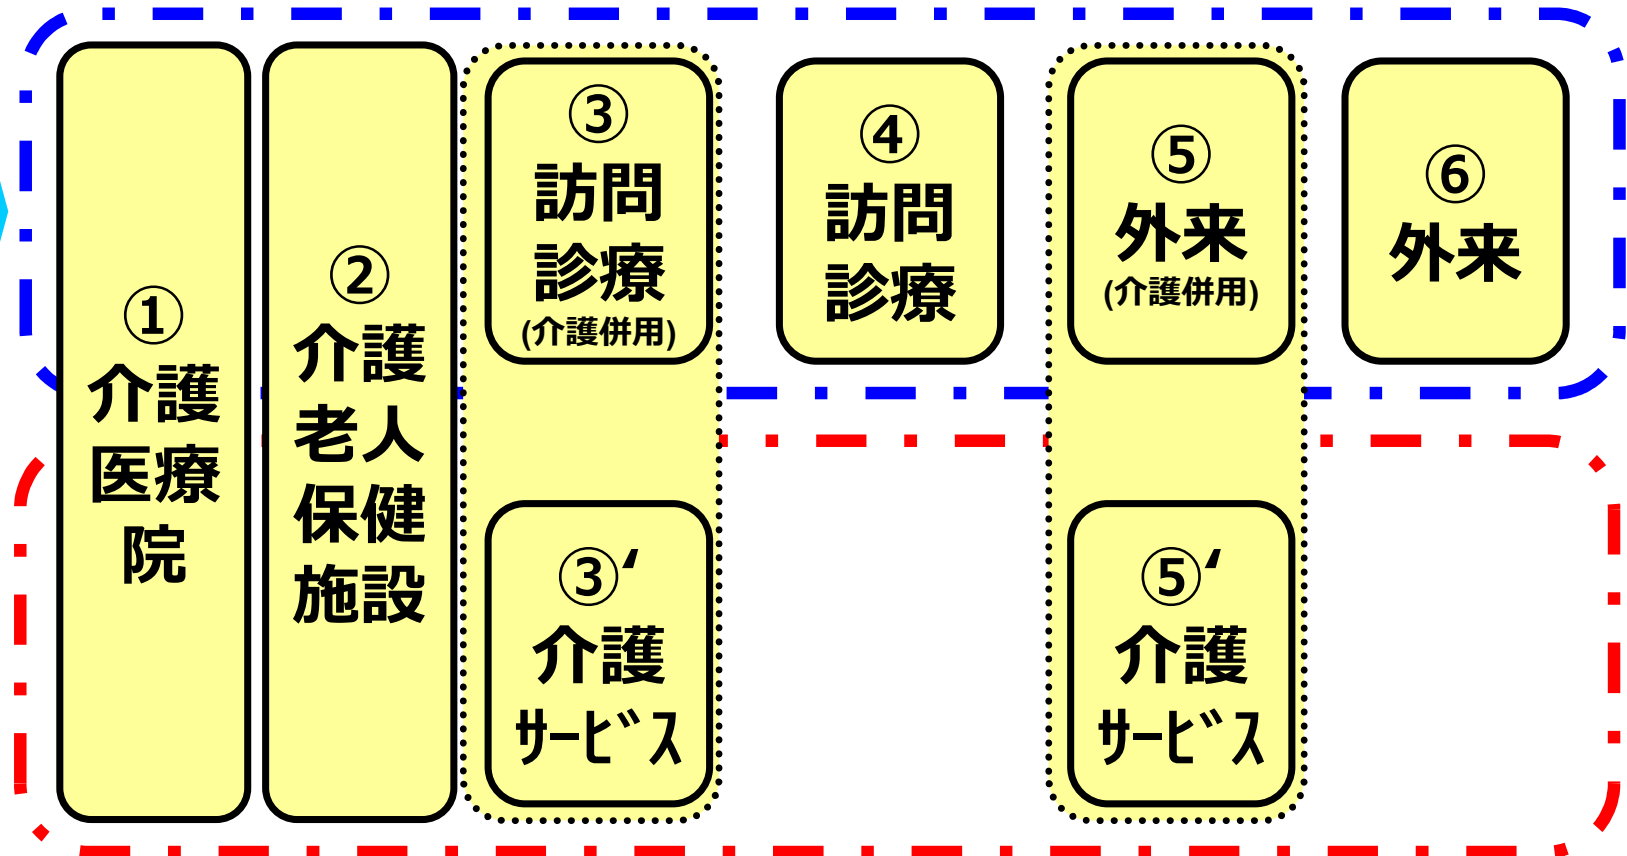 ①
介護
医療
院
②
介護
老人
保健
施設
③
訪問
診療
(介護併用)
③‘
介護
ｻｰﾋﾞｽ
④
訪問
診療
⑤
外来
(介護併用)
⑤‘
介護
ｻｰﾋﾞｽ
⑥
外来